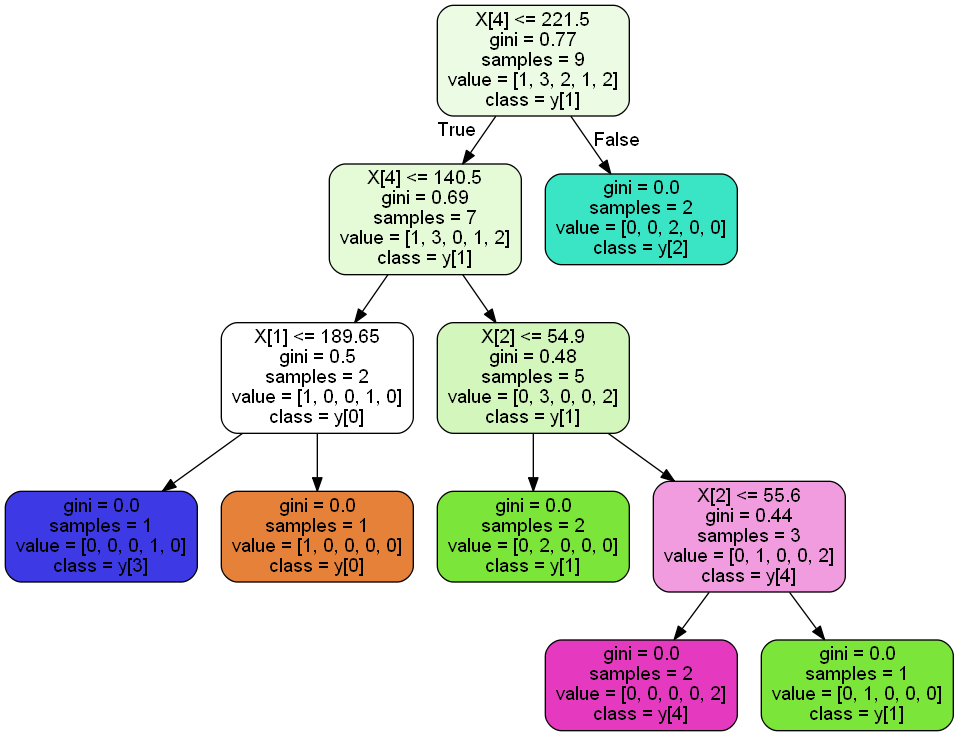 X[4] <= 221.5
gini = 0.77
samples = 9
value = [1, 3, 2, 1, 2]
class = y[1]
True
False
X[4] <= 140.5
gini = 0.69
samples = 7
value = [1, 3, 0, 1, 2]
class = y[1]
gini = 0.0
samples = 2
value = [0, 0, 2, 0, 0]
class = y[2]
X[1] <= 189.65
gini = 0.5
samples = 2
value = [1, 0, 0, 1, 0]
class = y[0]
X[2] <= 54.9
gini = 0.48
samples = 5
value = [0, 3, 0, 0, 2]
class = y[1]
gini = 0.0
samples = 1
value = [0, 0, 0, 1, 0]
class = y[3]
gini = 0.0
samples = 1
value = [1, 0, 0, 0, 0]
class = y[0]
gini = 0.0
samples = 2
value = [0, 2, 0, 0, 0]
class = y[1]
X[2] <= 55.6
gini = 0.44
samples = 3
value = [0, 1, 0, 0, 2]
class = y[4]
gini = 0.0
samples = 2
value = [0, 0, 0, 0, 2]
class = y[4]
gini = 0.0
samples = 1
value = [0, 1, 0, 0, 0]
class = y[1]